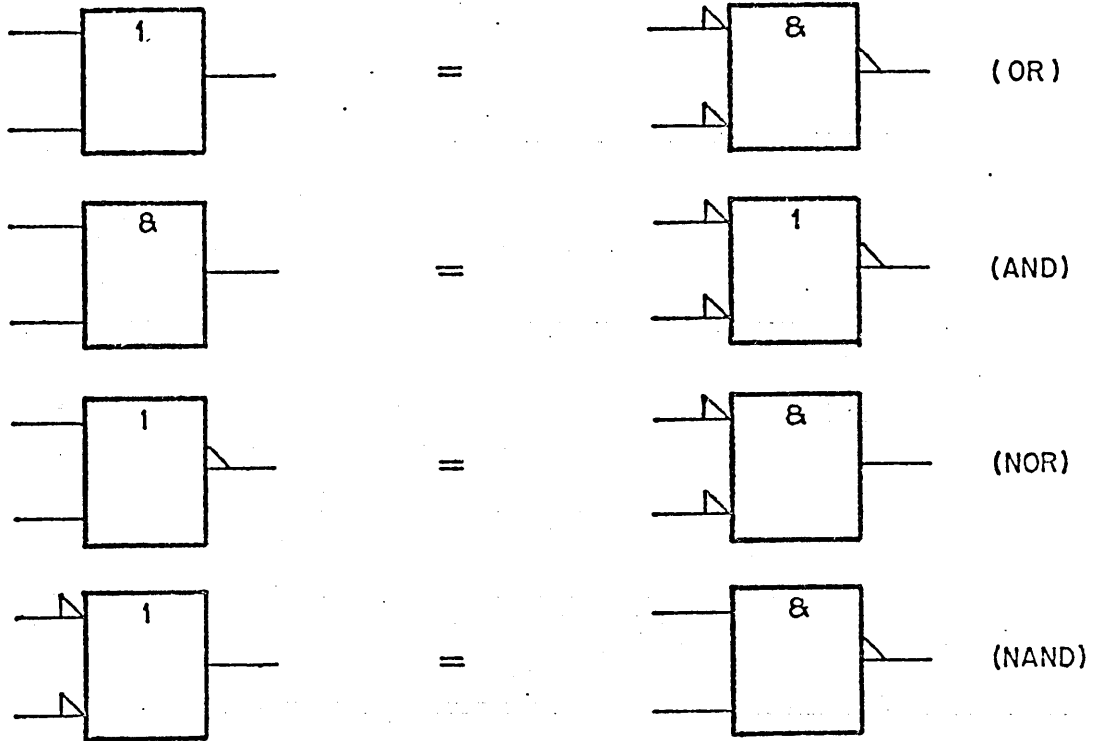 1 = & (OR)
& = 1 (AND)
1 = & (NOR)
1 = & (NAND)